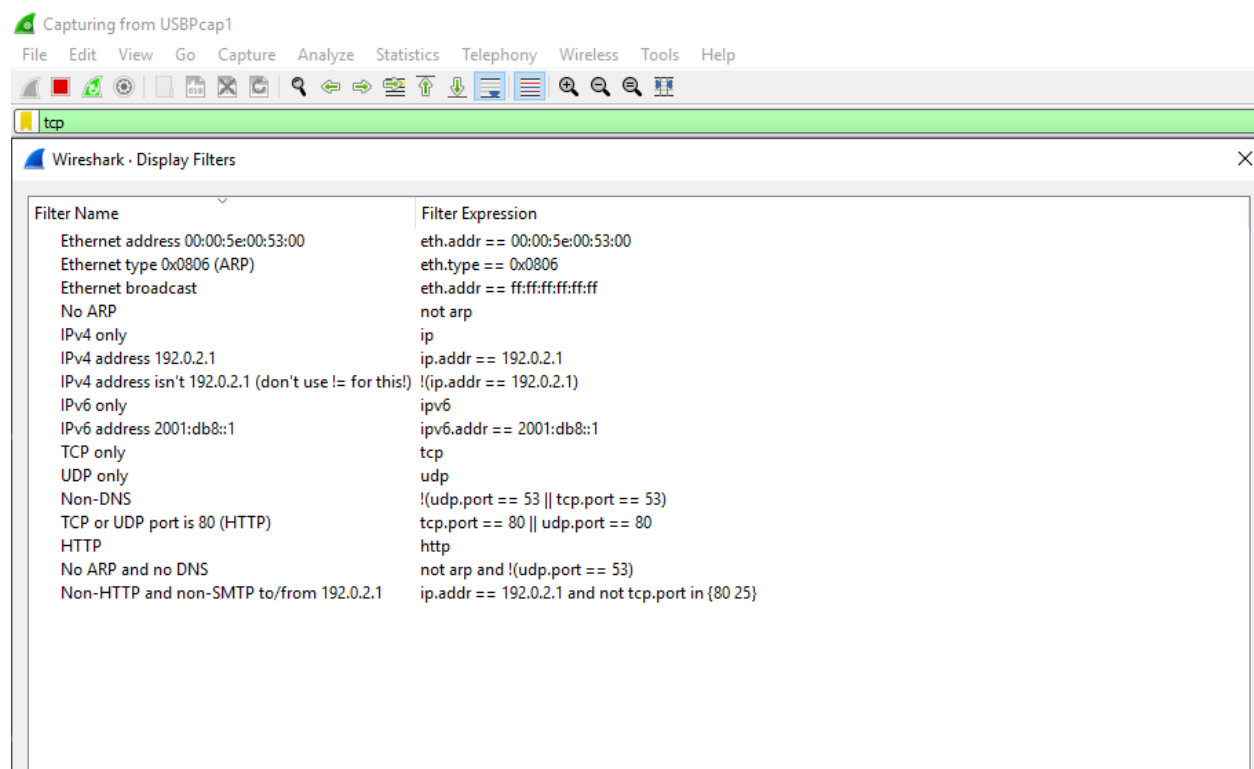 Capturing from USBPcap1
File Edit View Go Capture Analyze Statistics Telephony Wireless Tools Help
tcp
Wireshark · Display Filters
Filter Name Filter Expression
Ethernet address 00:00:5e:00:53:00 eth.addr == 00:00:5e:00:53:00
Ethernet type 0x0806 (ARP) eth.type == 0x0806
Ethernet broadcast eth.addr == ff:ff:ff:ff:ff:ff
No ARP not arp
IPv4 only ip
IPv4 address 192.0.2.1 ip.addr == 192.0.2.1
IPv4 address isn't 192.0.2.1 (don't use != for this!) !(ip.addr == 192.0.2.1)
IPv6 only ipv6
IPv6 address 2001:db8::1 ipv6.addr == 2001:db8::1
TCP only tcp
UDP only udp
Non-DNS !(udp.port == 53 || tcp.port == 53)
TCP or UDP port is 80 (HTTP) tcp.port == 80 || udp.port == 80
HTTP http
No ARP and no DNS not arp and !(udp.port == 53)
Non-HTTP and non-SMTP to/from 192.0.2.1 ip.addr == 192.0.2.1 and not tcp.port in {80 25}